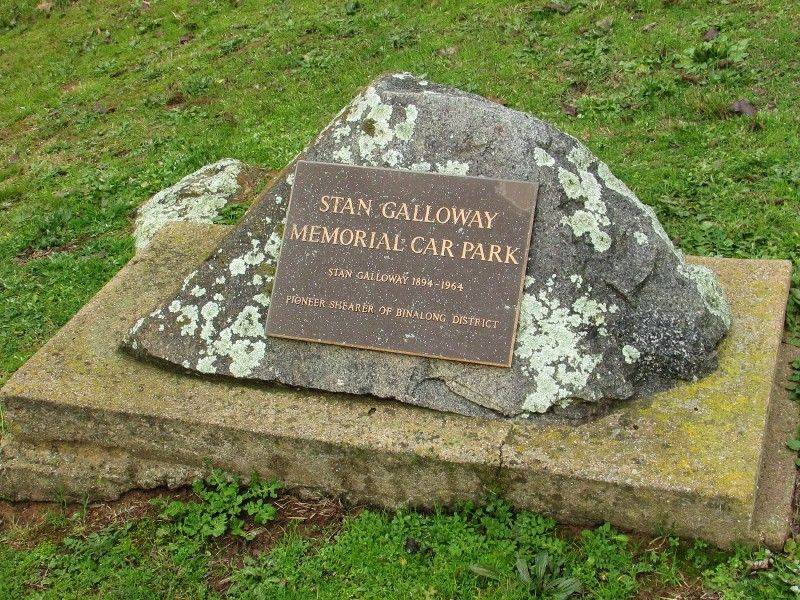 STAN GALLOWAY
MEMORIAL CAR PARK
STAN GALLOWAY 1894-1964
PIONEER SHEARER OF BINALONG DISTRICT